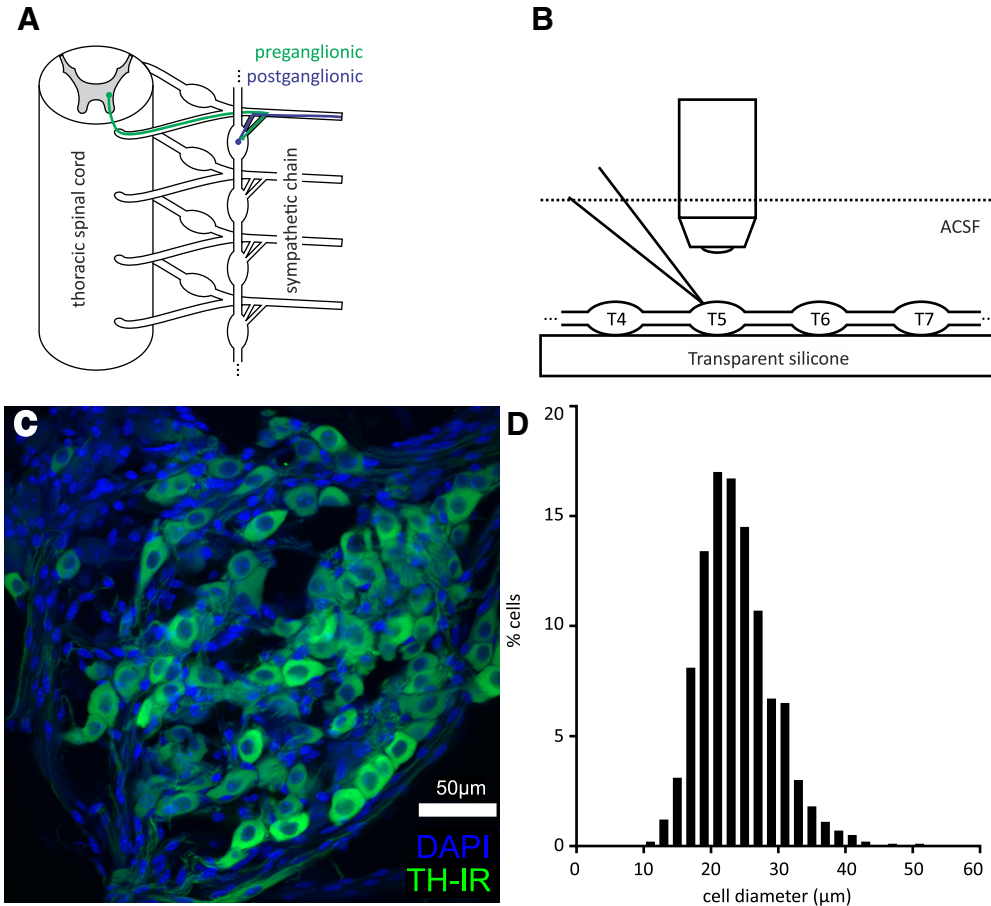 A
preganglionic
postganglionic
thoracic spinal cord
sympathetic chain
B
ACSF
...
T4
T5
T6
T7
...
Transparent silicone
C
50µm
DAPI
TH-IR
D
20
15
10
5
0
% cells
0
10
20
30
40
50
60
cell diameter (µm)